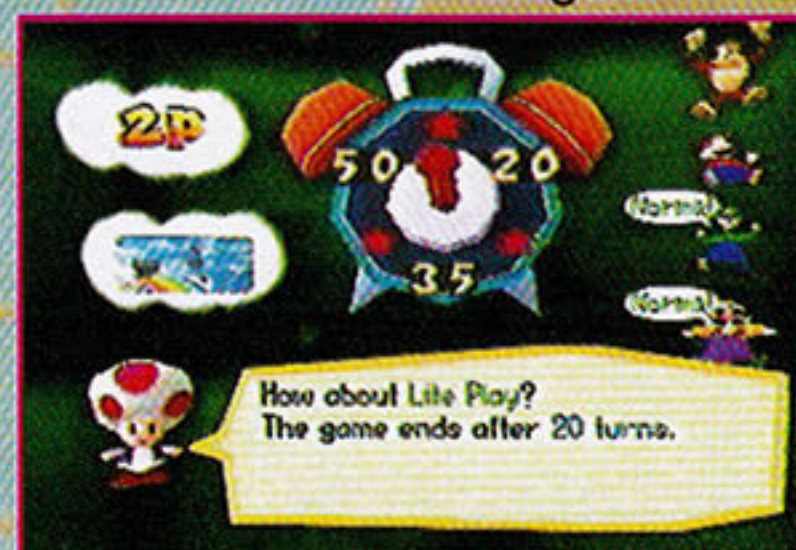 2P
50 20
35
Normal
Normal
How about Lite Play?
The game ends after 20 turns.